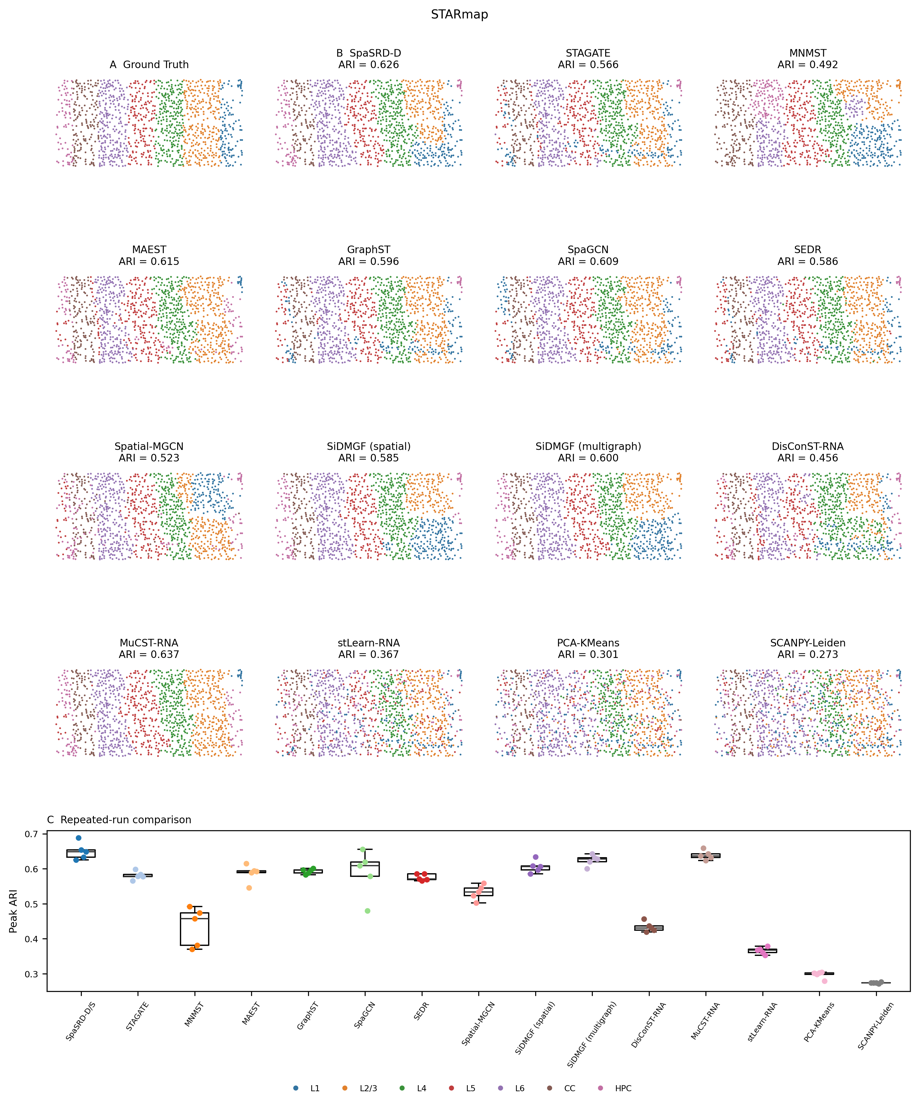 STARmap
A  Ground Truth
B  SpaSRD-D
ARI = 0.626
STAGATE
ARI = 0.566
MNMST
ARI = 0.492
MAEST
ARI = 0.615
GraphST
ARI = 0.596
SpaGCN
ARI = 0.609
SEDR
ARI = 0.586
Spatial-MGCN
ARI = 0.523
SiDMGF (spatial)
ARI = 0.585
SiDMGF (multigraph)
ARI = 0.600
DisConST-RNA
ARI = 0.456
MuCST-RNA
ARI = 0.637
stLearn-RNA
ARI = 0.367
PCA-KMeans
ARI = 0.301
SCANPY-Leiden
ARI = 0.273
C  Repeated-run comparison
Peak ARI
0.7
0.6
0.5
0.4
0.3
SpaSRD-D/S
STAGATE
MNMST
MAEST
GraphST
SpaGCN
SEDR
Spatial-MGCN
SiDMGF (spatial)
SiDMGF (multigraph)
DisConST-RNA
MuCST-RNA
stLearn-RNA
PCA-KMeans
SCANPY-Leiden
L1
L2/3
L4
L5
L6
CC
HPC